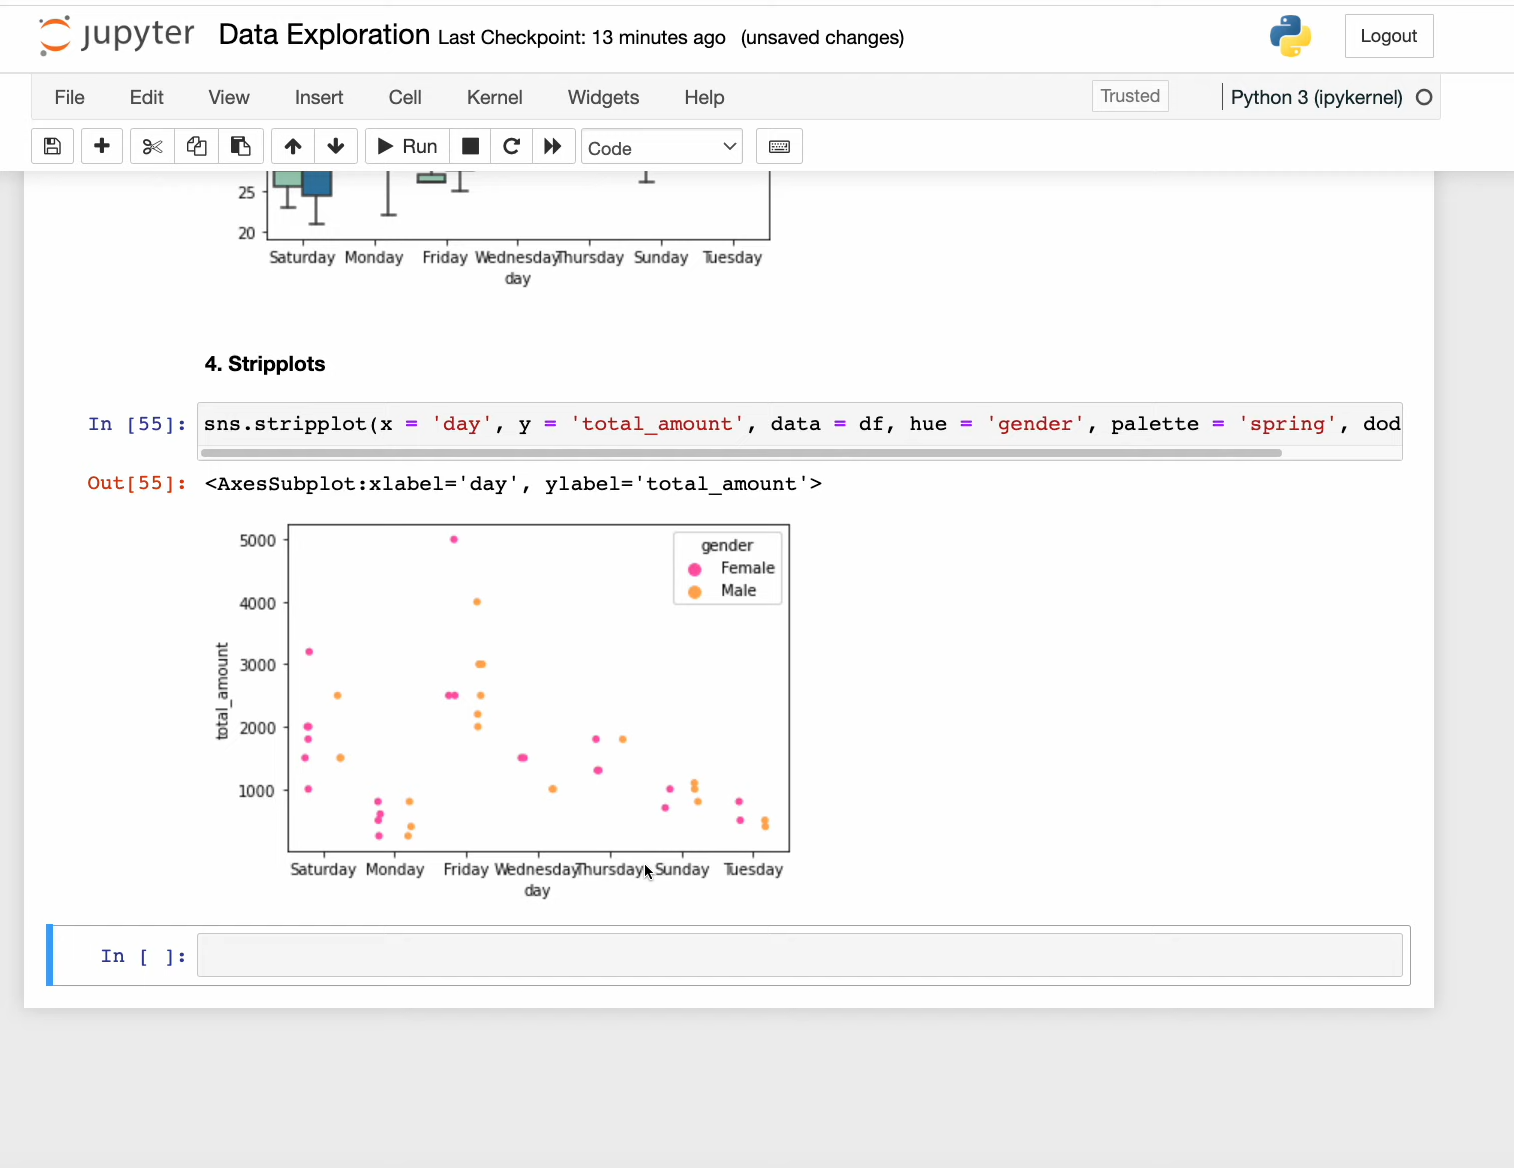 jupyter Data Exploration Last Checkpoint: 13 minutes ago (unsaved changes) Logout
File Edit View Insert Cell Kernel Widgets Help Trusted Python 3 (ipykernel)
Run Code
25
20
Saturday Monday Friday Wednesday Thursday Sunday Tuesday
day
4. Stripplots
In [55]: sns.stripplot(x = 'day', y = 'total_amount', data = df, hue = 'gender', palette = 'spring', dod
Out[55]: <AxesSubplot:xlabel='day', ylabel='total_amount'>
gender
Female
Male
5000
4000
3000
2000
1000
total_amount
Saturday Monday Friday Wednesday Thursday Sunday Tuesday
day
In [ ]: